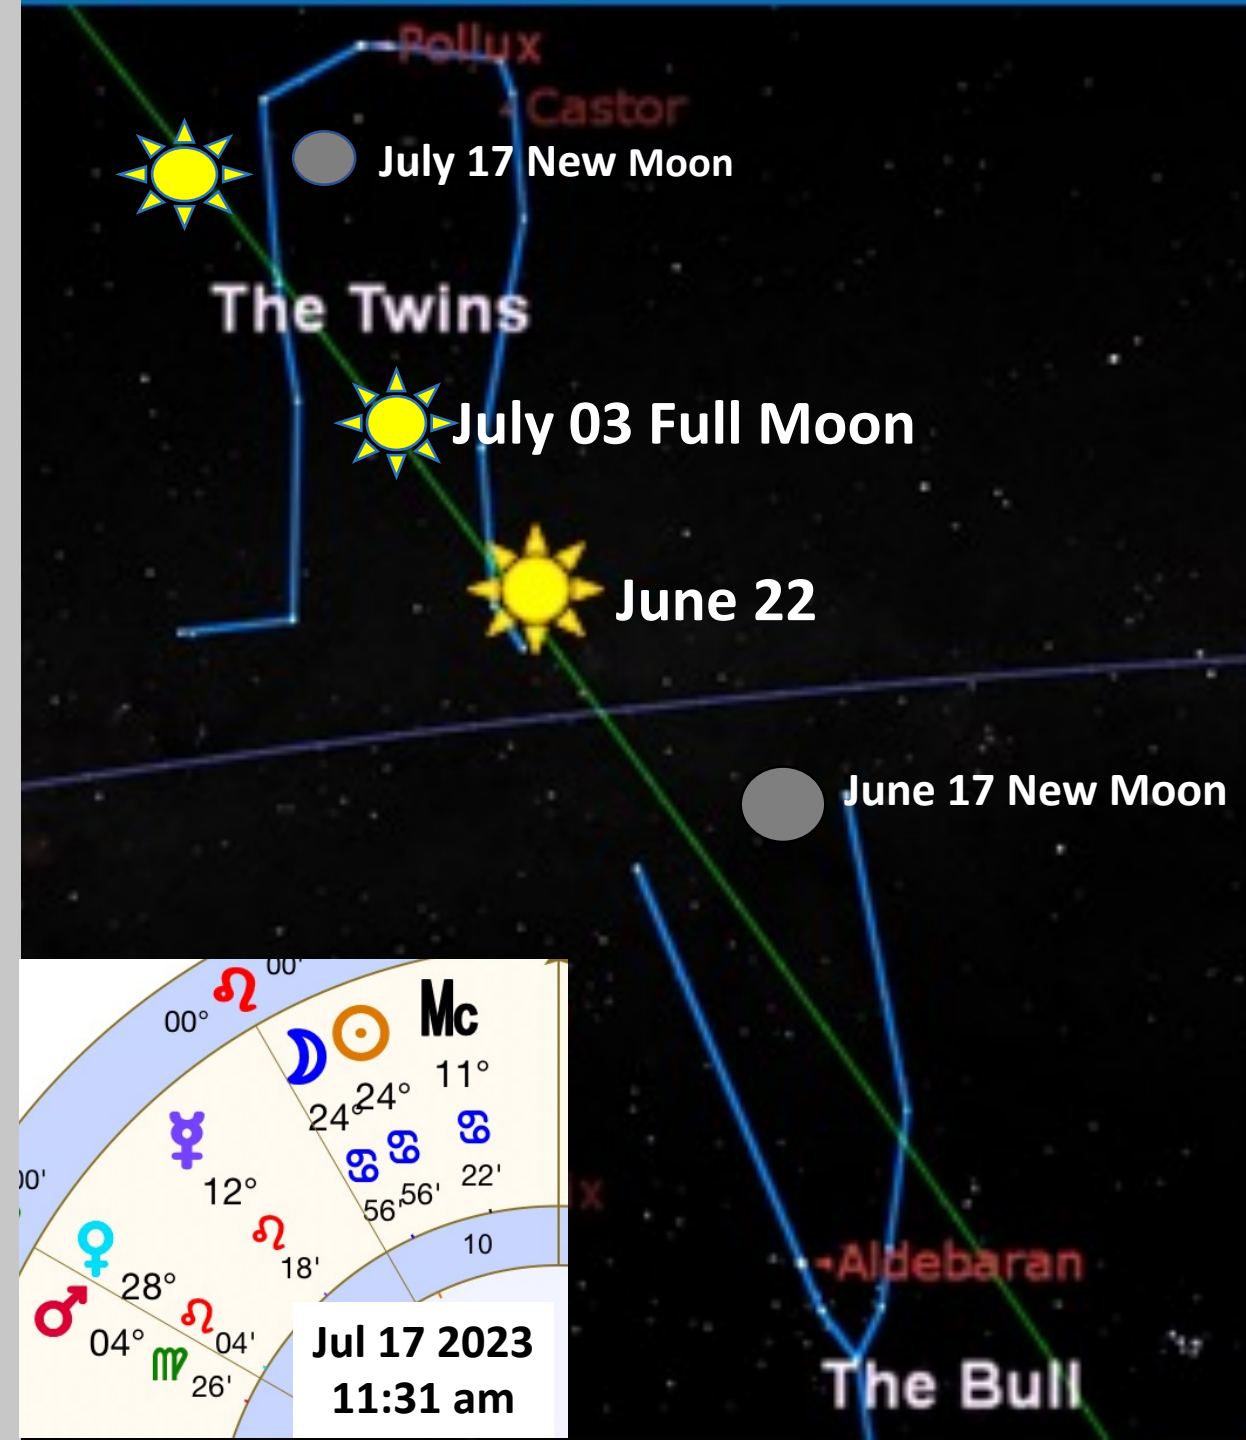 Pollux
Castor
July 17 New Moon
The Twins
July 03 Full Moon
June 22
June 17 New Moon
Aldebaran
The Bull
x
00'
00° ♌
☽ ☉ Mc
24° 24° 11°
♋ ♋ ♋
56' 56' 22'
10
☿
12°
♌
18'
00'
♀
28°
♌
04'
♂
04°
♍
26'
Jul 17 2023
11:31 am